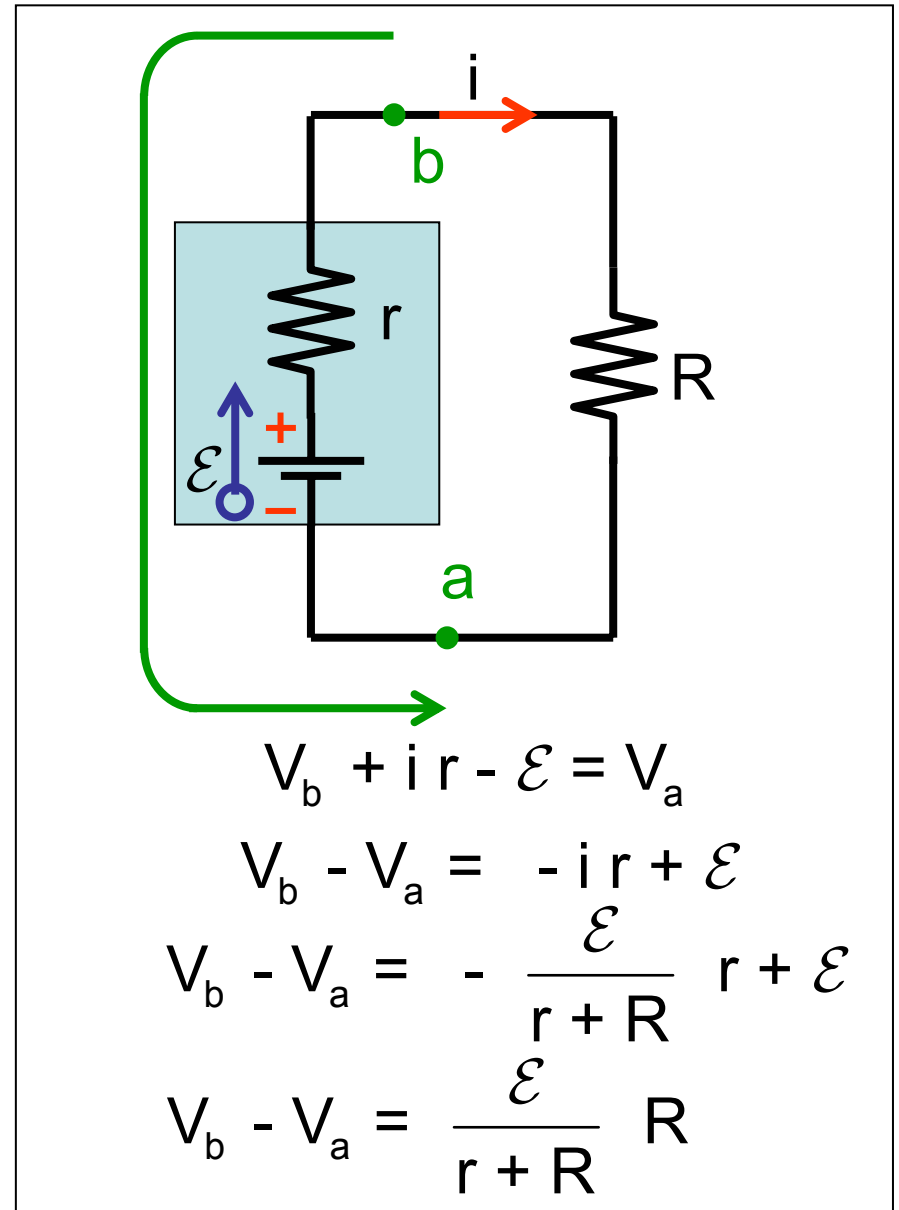 i
b
r
R
+
ℰ
−
a
V_b + i r - ℰ = V_a
V_b - V_a = - i r + ℰ
V_b - V_a = - ℰ / (r + R) r + ℰ
V_b - V_a = ℰ / (r + R) R